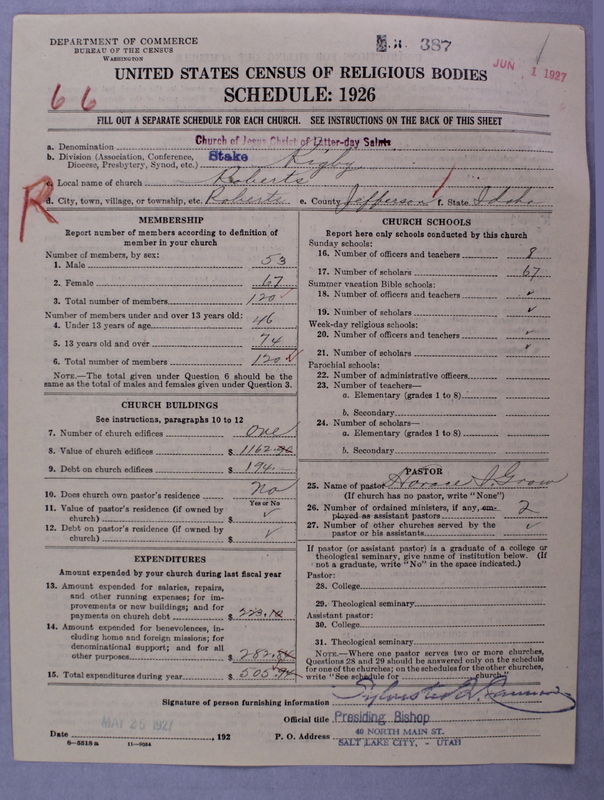 DEPARTMENT OF COMMERCE
BUREAU OF THE CENSUS
WASHINGTON
387
JUN 1 1927
UNITED STATES CENSUS OF RELIGIOUS BODIES
SCHEDULE: 1926
66
FILL OUT A SEPARATE SCHEDULE FOR EACH CHURCH. SEE INSTRUCTIONS ON THE BACK OF THIS SHEET
a. Denomination Church of Jesus Christ of Latter-day Saints
b. Division (Association, Conference, Diocese, Presbytery, Synod, etc.) Stake Rigby
c. Local name of church Roberts
R
d. City, town, village, or township, etc. Roberts e. County Jefferson f. State Idaho
MEMBERSHIP
Report number of members according to definition of
member in your church
Number of members, by sex:
1. Male 53
2. Female 67
3. Total number of members 120
Number of members under and over 13 years old:
4. Under 13 years of age 46
5. 13 years old and over 74
6. Total number of members 120
NOTE.—The total given under Question 6 should be the
same as the total of males and females given under Question 3.
CHURCH BUILDINGS
See instructions, paragraphs 10 to 12
7. Number of church edifices one
8. Value of church edifices $ 1162
9. Debt on church edifices $ 194
10. Does church own pastor's residence No
Yes or No
11. Value of pastor's residence (if owned by
church) $ ✓
12. Debt on pastor's residence (if owned by
church) $ ✓
EXPENDITURES
Amount expended by your church during last fiscal year
13. Amount expended for salaries, repairs,
and other running expenses; for im-
provements or new buildings; and for
payments on church debt $ 223
14. Amount expended for benevolences, in-
cluding home and foreign missions; for
denominational support; and for all
other purposes $ 282
15. Total expenditures during year $ 505
CHURCH SCHOOLS
Report here only schools conducted by this church
Sunday schools:
16. Number of officers and teachers 8
17. Number of scholars 67
Summer vacation Bible schools:
18. Number of officers and teachers ✓
19. Number of scholars ✓
Week-day religious schools:
20. Number of officers and teachers ✓
21. Number of scholars ✓
Parochial schools:
22. Number of administrative officers
23. Number of teachers—
a. Elementary (grades 1 to 8)
b. Secondary
24. Number of scholars—
a. Elementary (grades 1 to 8)
b. Secondary
PASTOR
25. Name of pastor Horace
(If church has no pastor, write "None")
26. Number of ordained ministers, if any, em-
ployed as assistant pastors 2
27. Number of other churches served by the
pastor or his assistants ✓
If pastor (or assistant pastor) is a graduate of a college or
theological seminary, give name of institution below. (If
not a graduate, write "No" in the space indicated.)
Pastor:
28. College
29. Theological seminary
Assistant pastor:
30. College
31. Theological seminary
NOTE.—Where one pastor serves two or more churches,
Questions 28 and 29 should be answered only on the schedule
for one of the churches; on the schedules for the other churches,
write "See schedule for church."
Signature of person furnishing information Sylvester Q. Cannon
Official title Presiding Bishop
40 NORTH MAIN ST.
Date MAY 25 1927, 192 P. O. Address SALT LAKE CITY, - UTAH
6—5518 a 11—9054